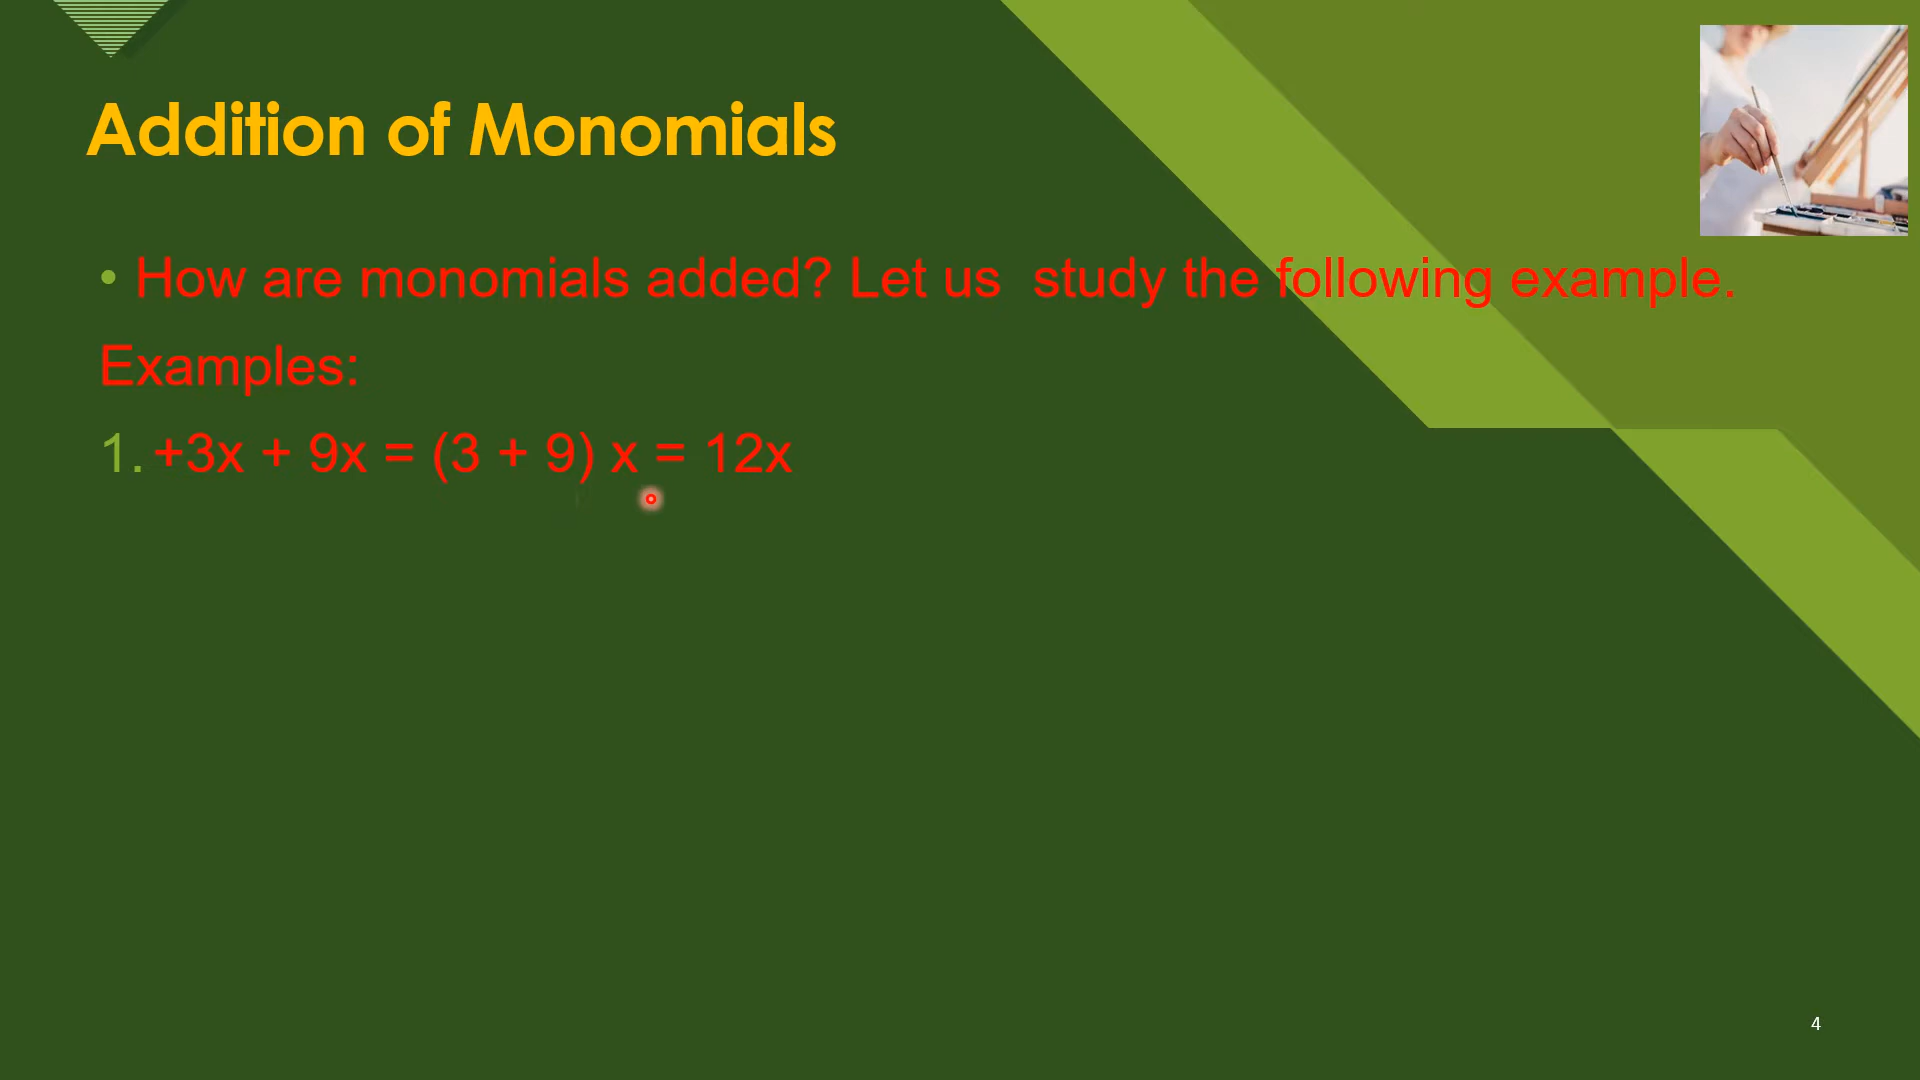 Addition of Monomials
• How are monomials added? Let us  study the following example.
Examples:
1. +3x + 9x = (3 + 9) x = 12x
4